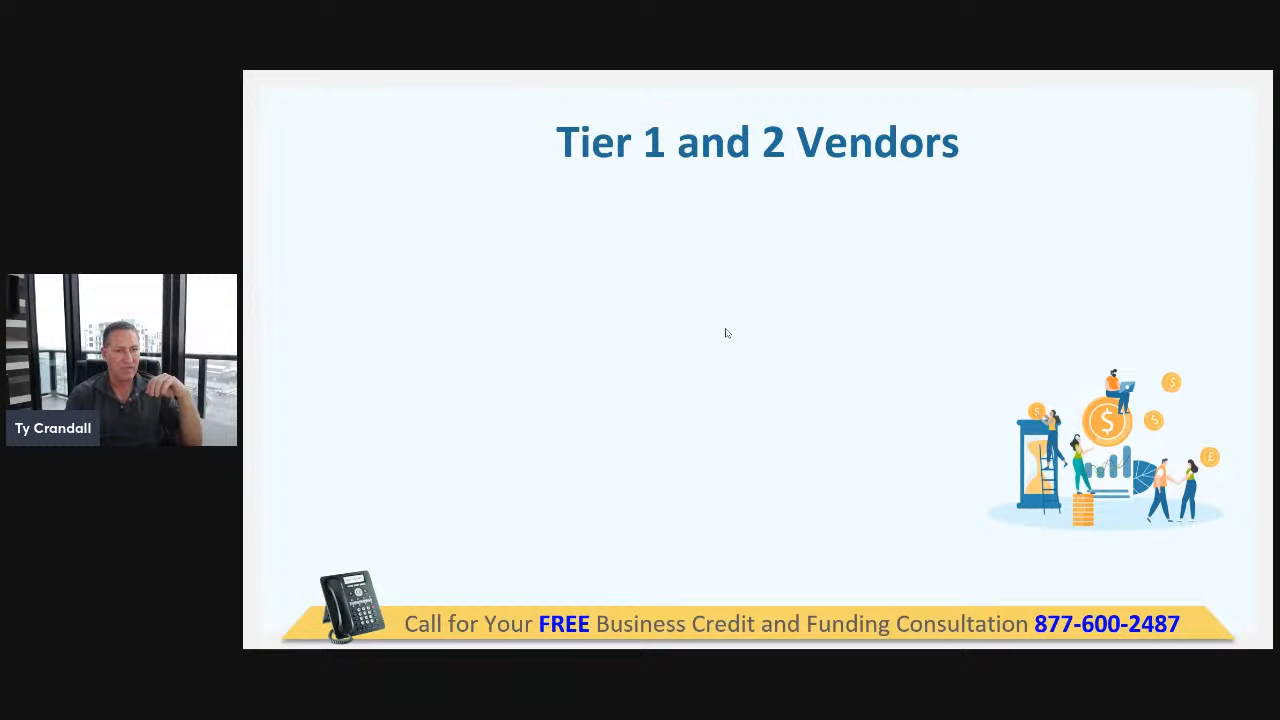 Tier 1 and 2 Vendors
Ty Crandall
Call for Your FREE Business Credit and Funding Consultation 877-600-2487